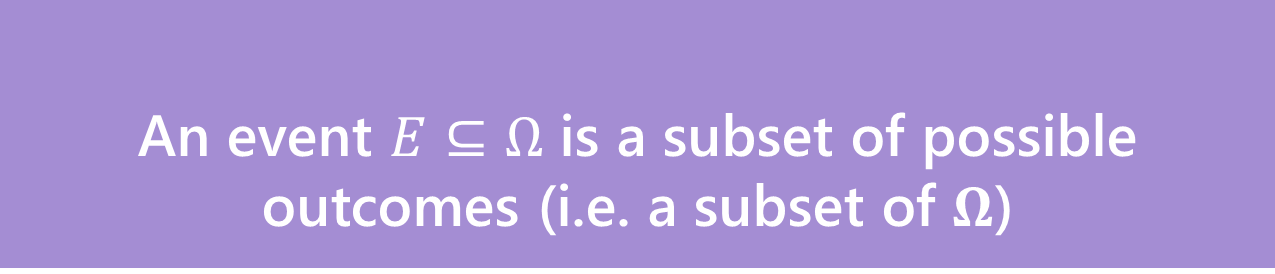 An event 𝐸 ⊆ Ω is a subset of possible
outcomes (i.e. a subset of 𝛀)